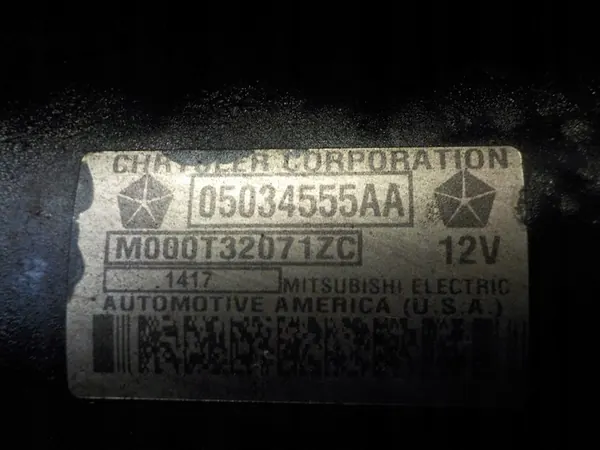 CHRYSLER CORPORATION
05034555AA
M000T32071ZC 12V
1417 MITSUBISHI ELECTRIC
AUTOMOTIVE AMERICA (U.S.A.)